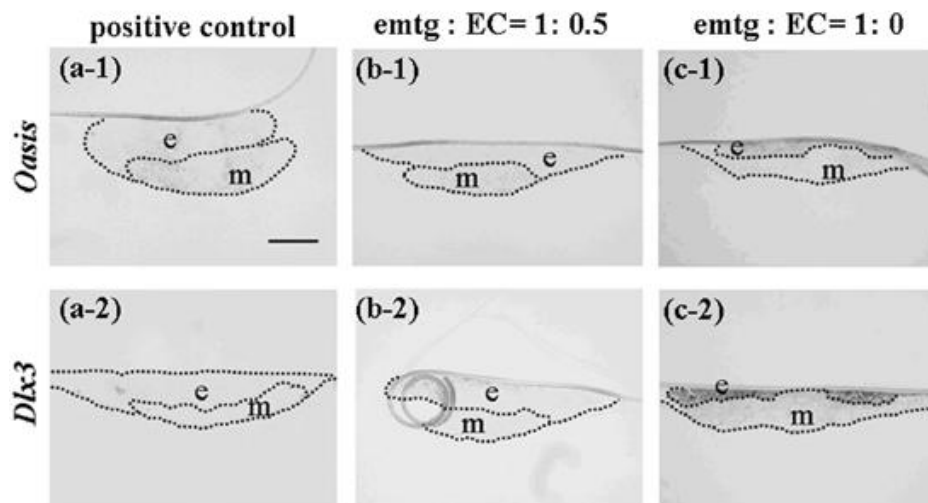 positive control
emtg : EC= 1: 0.5
emtg : EC= 1: 0
Oasis
(a-1)
e
m
(b-1)
e
m
(c-1)
e
m
Dlx3
(a-2)
e
m
(b-2)
e
m
(c-2)
e
m